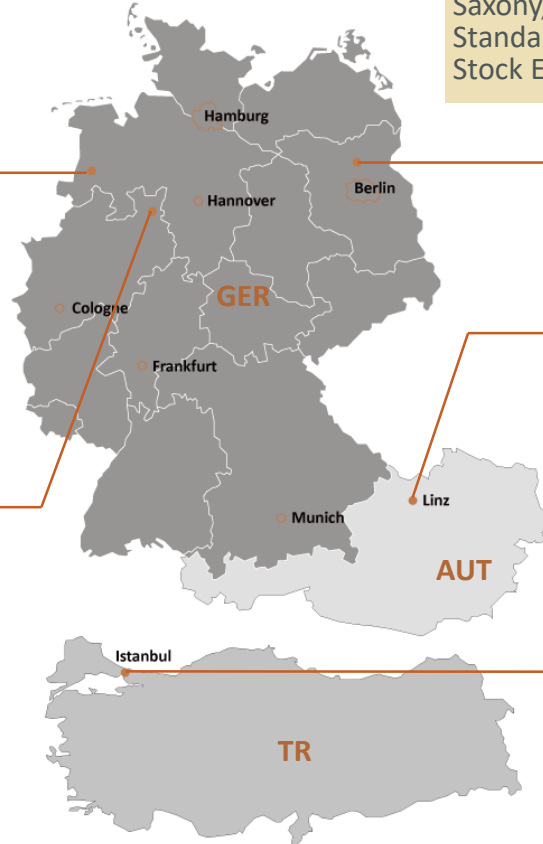 Saxony,
Standa
Stock E
Hamburg
Berlin
Hannover
GER
Cologne
Frankfurt
Linz
Munich
AUT
Istanbul
TR